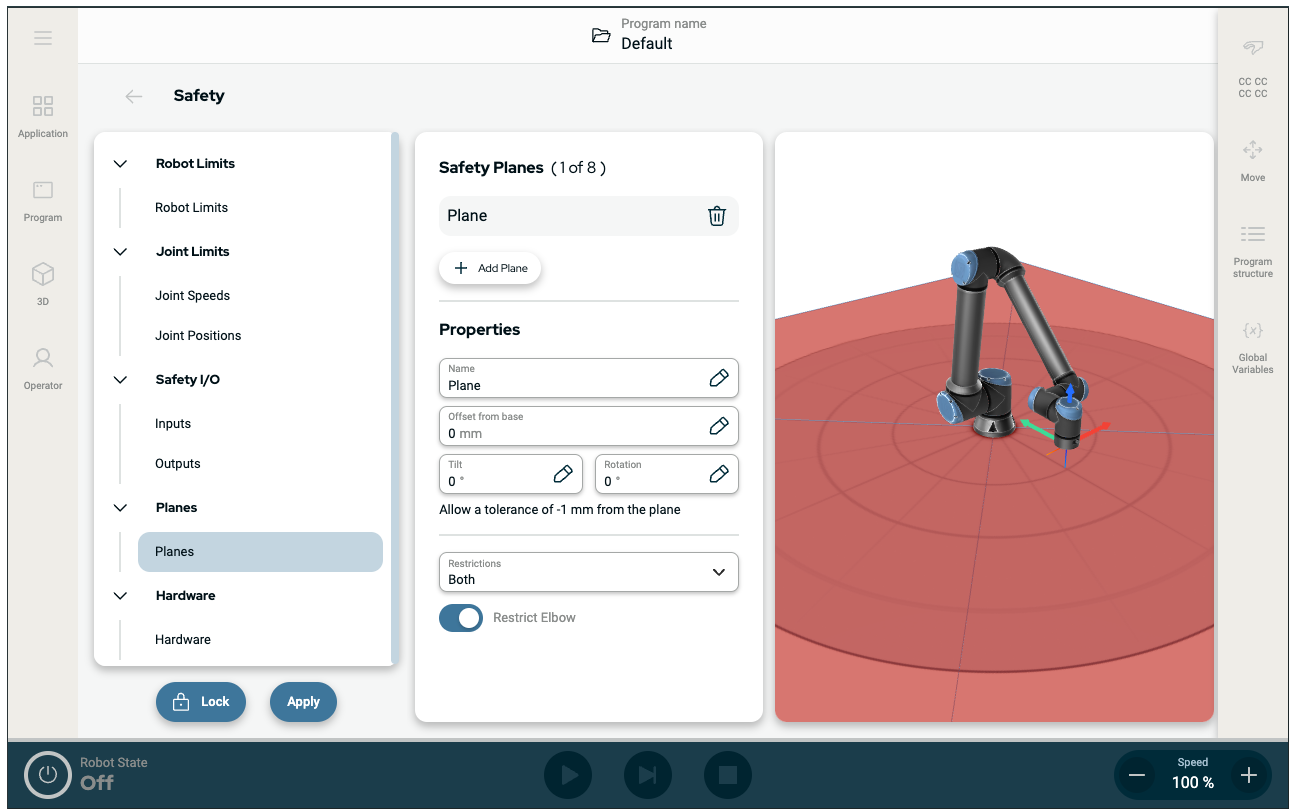 Program name
Default
Application
Program
3D
Operator
Safety
Robot Limits
Robot Limits
Joint Limits
Joint Speeds
Joint Positions
Safety I/O
Inputs
Outputs
Planes
Planes
Hardware
Hardware
Lock
Apply
Safety Planes ( 1 of 8 )
Plane
Add Plane
Properties
Name
Plane
Offset from base
0 mm
Tilt
0 °
Rotation
0 °
Allow a tolerance of -1 mm from the plane
Restrictions
Both
Restrict Elbow
CC CC
CC CC
Move
Program
structure
{x}
Global
Variables
Robot State
Off
Speed
100 %